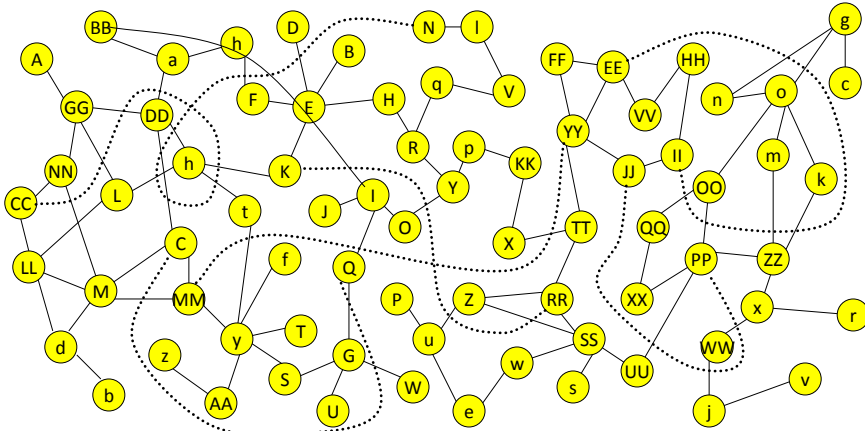 BB
D
N
l
g
A
a
h
B
FF
EE
HH
n
o
c
GG
DD
F
E
H
q
V
YY
VV
NN
h
K
R
p
KK
JJ
II
m
k
CC
L
t
J
I
O
Y
X
TT
QQ
OO
C
f
Q
PP
ZZ
LL
M
MM
P
Z
RR
XX
x
r
d
y
T
G
u
SS
WW
z
S
W
w
s
UU
v
b
AA
U
e
j